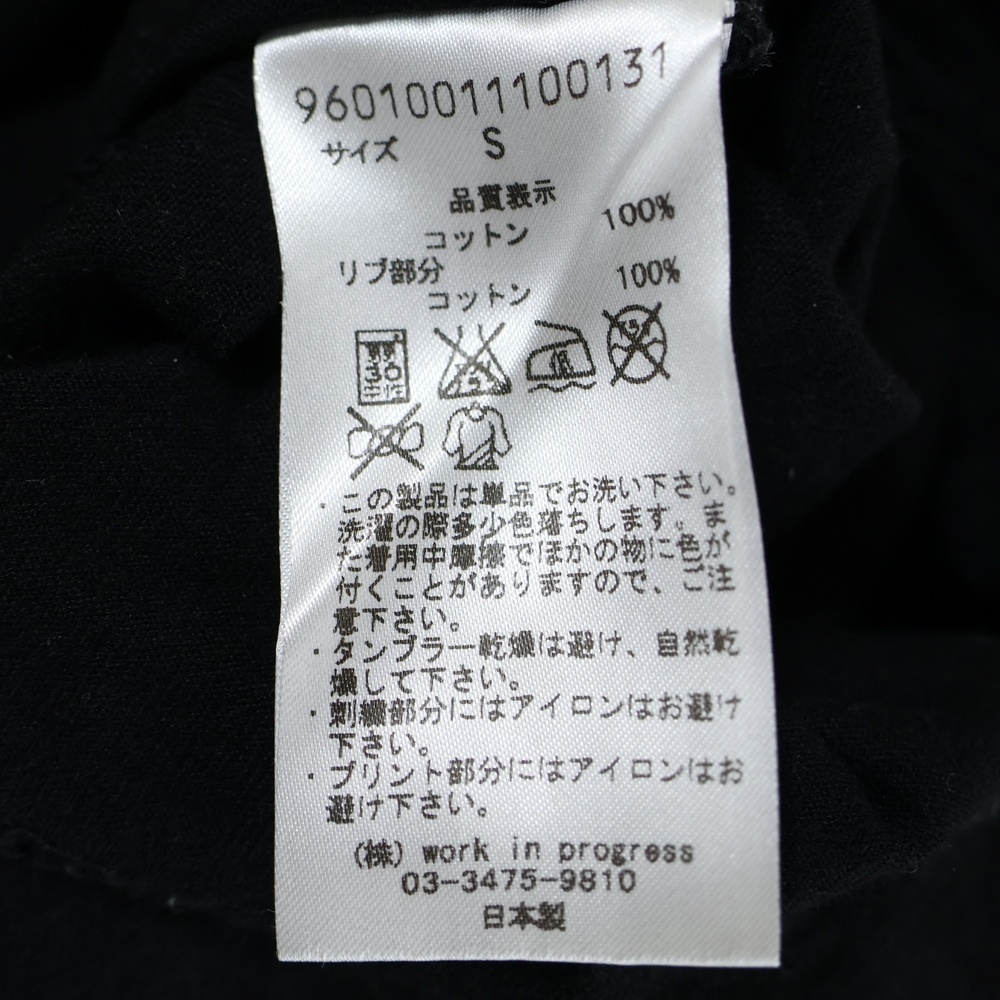 96010011100131
サイズ S
品質表示
コットン 100%
リブ部分
コットン 100%
弱
30
中性
・この製品は単品でお洗い下さい。
洗濯の際多少色落ちします。ま
た着用中摩擦でほかの物に色が
付くことがありますので、ご注
意下さい。
・タンブラー乾燥は避け、自然乾
燥して下さい。
・刺繍部分にはアイロンはお避け
下さい。
・プリント部分にはアイロンはお
避け下さい。
(株) work in progress
03-3475-9810
日本製